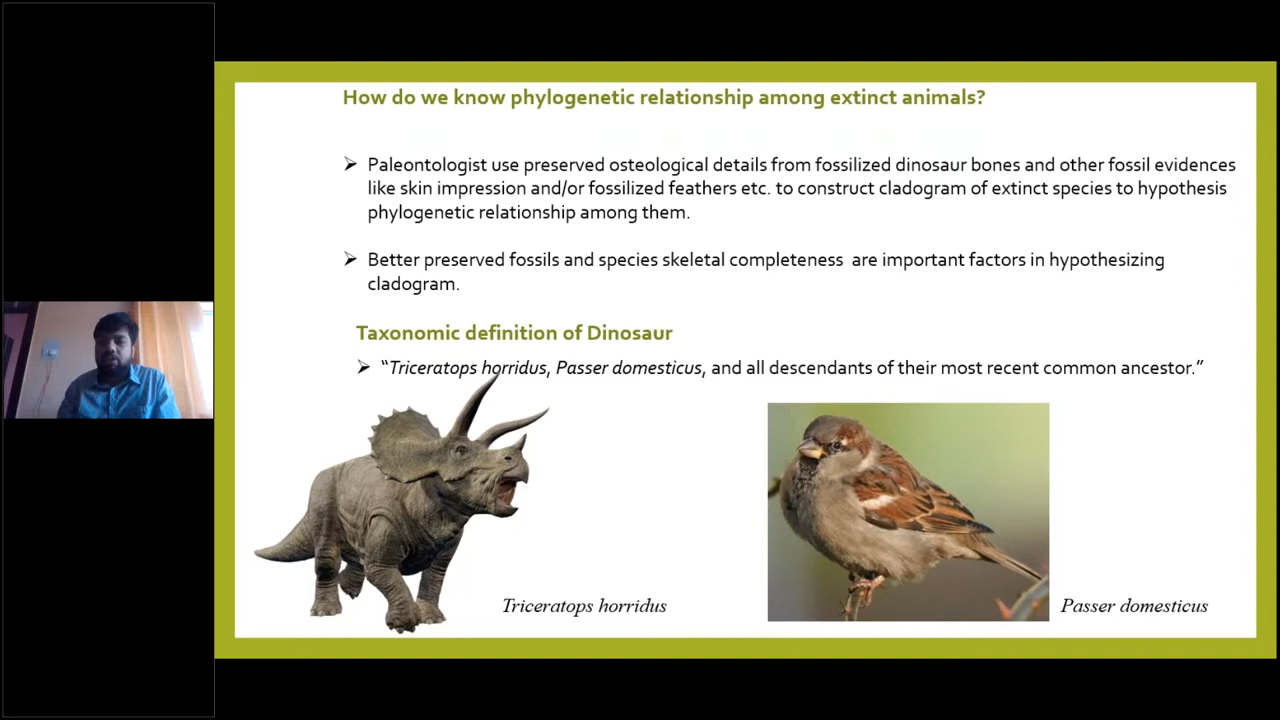 How do we know phylogenetic relationship among extinct animals?
➢ Paleontologist use preserved osteological details from fossilized dinosaur bones and other fossil evidences
like skin impression and/or fossilized feathers etc. to construct cladogram of extinct species to hypothesis
phylogenetic relationship among them.
➢ Better preserved fossils and species skeletal completeness are important factors in hypothesizing
cladogram.
Taxonomic definition of Dinosaur
➢ “Triceratops horridus, Passer domesticus, and all descendants of their most recent common ancestor.”
Triceratops horridus
Passer domesticus